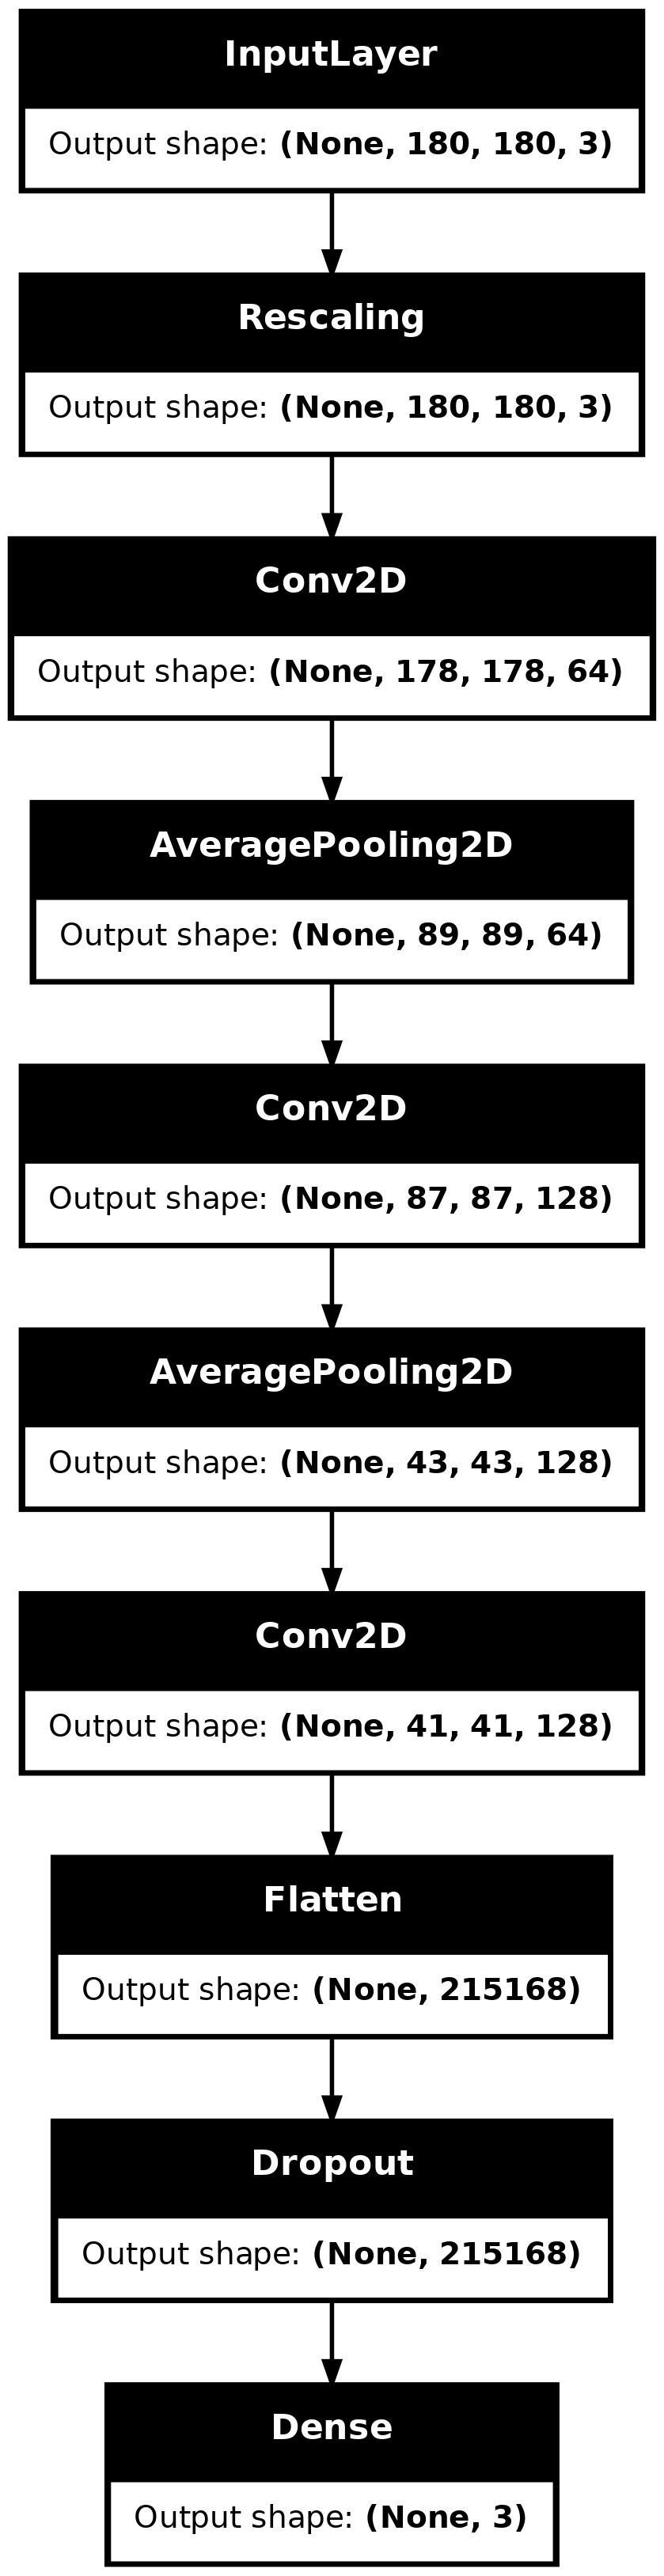 InputLayer
Output shape: (None, 180, 180, 3)
Rescaling
Output shape: (None, 180, 180, 3)
Conv2D
Output shape: (None, 178, 178, 64)
AveragePooling2D
Output shape: (None, 89, 89, 64)
Conv2D
Output shape: (None, 87, 87, 128)
AveragePooling2D
Output shape: (None, 43, 43, 128)
Conv2D
Output shape: (None, 41, 41, 128)
Flatten
Output shape: (None, 215168)
Dropout
Output shape: (None, 215168)
Dense
Output shape: (None, 3)